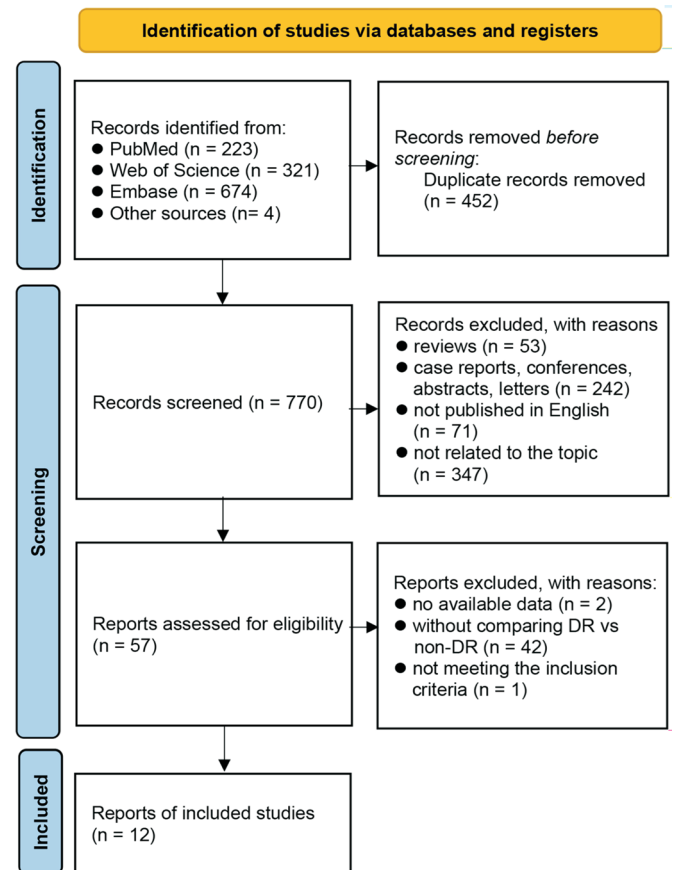 Identification of studies via databases and registers
Identification
Records identified from:
● PubMed (n = 223)
● Web of Science (n = 321)
● Embase (n = 674)
● Other sources (n= 4)
Records removed before
screening:
Duplicate records removed
(n = 452)
Screening
Records screened (n = 770)
Records excluded, with reasons
● reviews (n = 53)
● case reports, conferences,
abstracts, letters (n = 242)
● not published in English
(n = 71)
● not related to the topic
(n = 347)
Reports assessed for eligibility
(n = 57)
Reports excluded, with reasons:
● no available data (n = 2)
● without comparing DR vs
non-DR (n = 42)
● not meeting the inclusion
criteria (n = 1)
Included
Reports of included studies
(n = 12)